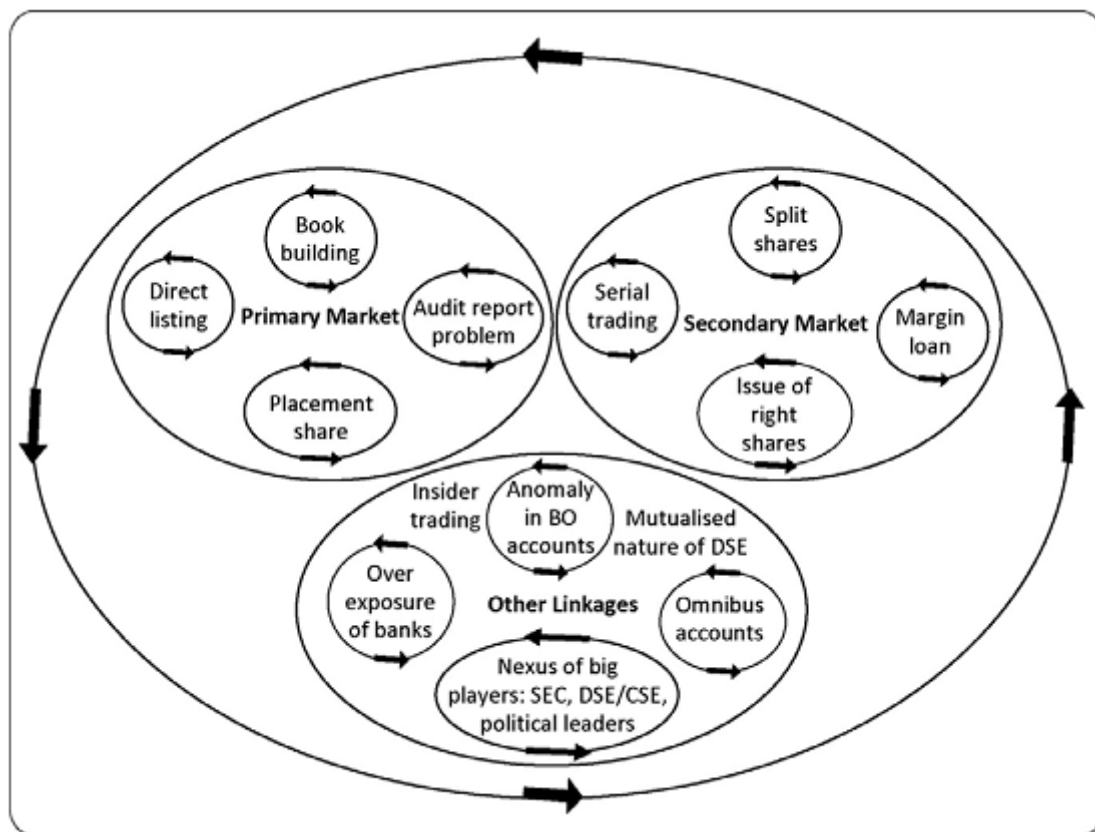 Book
building
Direct
listing
Primary Market
Audit report
problem
Placement
share
Split
shares
Serial
trading
Secondary Market
Margin
loan
Issue of
right
shares
Insider
trading
Anomaly
in BO
accounts
Mutualised
nature of DSE
Over
exposure
of banks
Other Linkages
Omnibus
accounts
Nexus of big
players: SEC, DSE/CSE,
political leaders